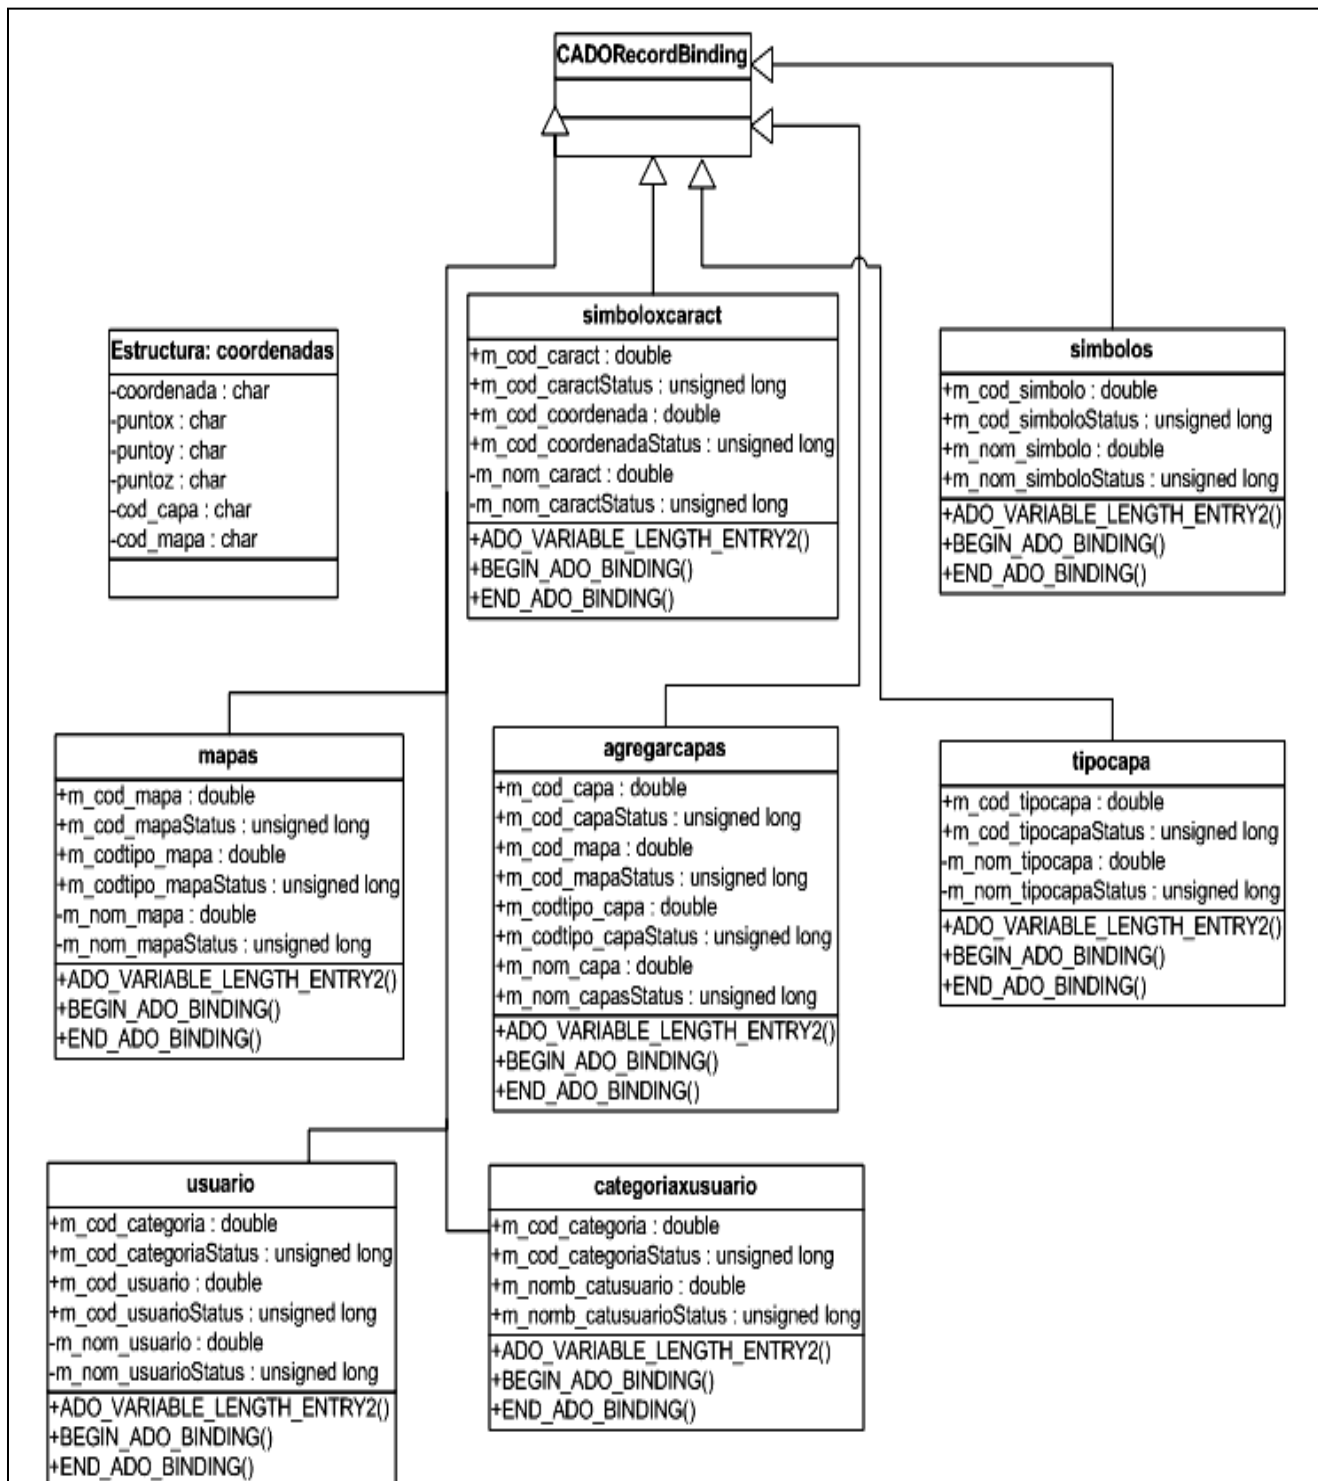 CADORecordBinding
simboloxcaract
+m_cod_caract : double
+m_cod_caractStatus : unsigned long
+m_cod_coordenada : double
+m_cod_coordenadaStatus : unsigned long
-m_nom_caract : double
-m_nom_caractStatus : unsigned long
+ADO_VARIABLE_LENGTH_ENTRY2()
+BEGIN_ADO_BINDING()
+END_ADO_BINDING()
Estructura: coordenadas
-coordenada : char
-puntox : char
-puntoy : char
-puntoz : char
-cod_capa : char
-cod_mapa : char
simbolos
+m_cod_simbolo : double
+m_cod_simboloStatus : unsigned long
+m_nom_simbolo : double
+m_nom_simboloStatus : unsigned long
+ADO_VARIABLE_LENGTH_ENTRY2()
+BEGIN_ADO_BINDING()
+END_ADO_BINDING()
mapas
+m_cod_mapa : double
+m_cod_mapaStatus : unsigned long
+m_codtipo_mapa : double
+m_codtipo_mapaStatus : unsigned long
-m_nom_mapa : double
-m_nom_mapaStatus : unsigned long
+ADO_VARIABLE_LENGTH_ENTRY2()
+BEGIN_ADO_BINDING()
+END_ADO_BINDING()
agregarcapas
+m_cod_capa : double
+m_cod_capaStatus : unsigned long
+m_cod_mapa : double
+m_cod_mapaStatus : unsigned long
+m_codtipo_capa : double
+m_codtipo_capaStatus : unsigned long
+m_nom_capa : double
+m_nom_capasStatus : unsigned long
+ADO_VARIABLE_LENGTH_ENTRY2()
+BEGIN_ADO_BINDING()
+END_ADO_BINDING()
tipocapa
+m_cod_tipocapa : double
+m_cod_tipocapaStatus : unsigned long
-m_nom_tipocapa : double
-m_nom_tipocapaStatus : unsigned long
+ADO_VARIABLE_LENGTH_ENTRY2()
+BEGIN_ADO_BINDING()
+END_ADO_BINDING()
usuario
+m_cod_categoria : double
+m_cod_categoriaStatus : unsigned long
+m_cod_usuario : double
+m_cod_usuarioStatus : unsigned long
-m_nom_usuario : double
-m_nom_usuarioStatus : unsigned long
+ADO_VARIABLE_LENGTH_ENTRY2()
+BEGIN_ADO_BINDING()
+END_ADO_BINDING()
categoriaxusuario
+m_cod_categoria : double
+m_cod_categoriaStatus : unsigned long
+m_nomb_catusuario : double
+m_nomb_catusuarioStatus : unsigned long
+ADO_VARIABLE_LENGTH_ENTRY2()
+BEGIN_ADO_BINDING()
+END_ADO_BINDING()